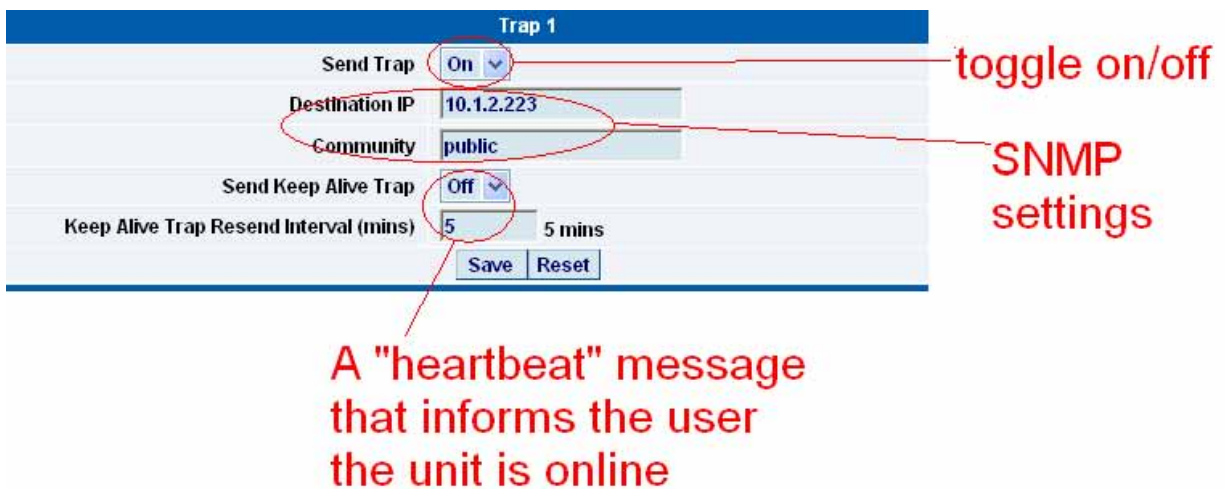 Trap 1
Send Trap On
toggle on/off
Destination IP 10.1.2.223
Community public
SNMP
settings
Send Keep Alive Trap Off
Keep Alive Trap Resend Interval (mins) 5 5 mins
Save Reset
A "heartbeat" message
that informs the user
the unit is online